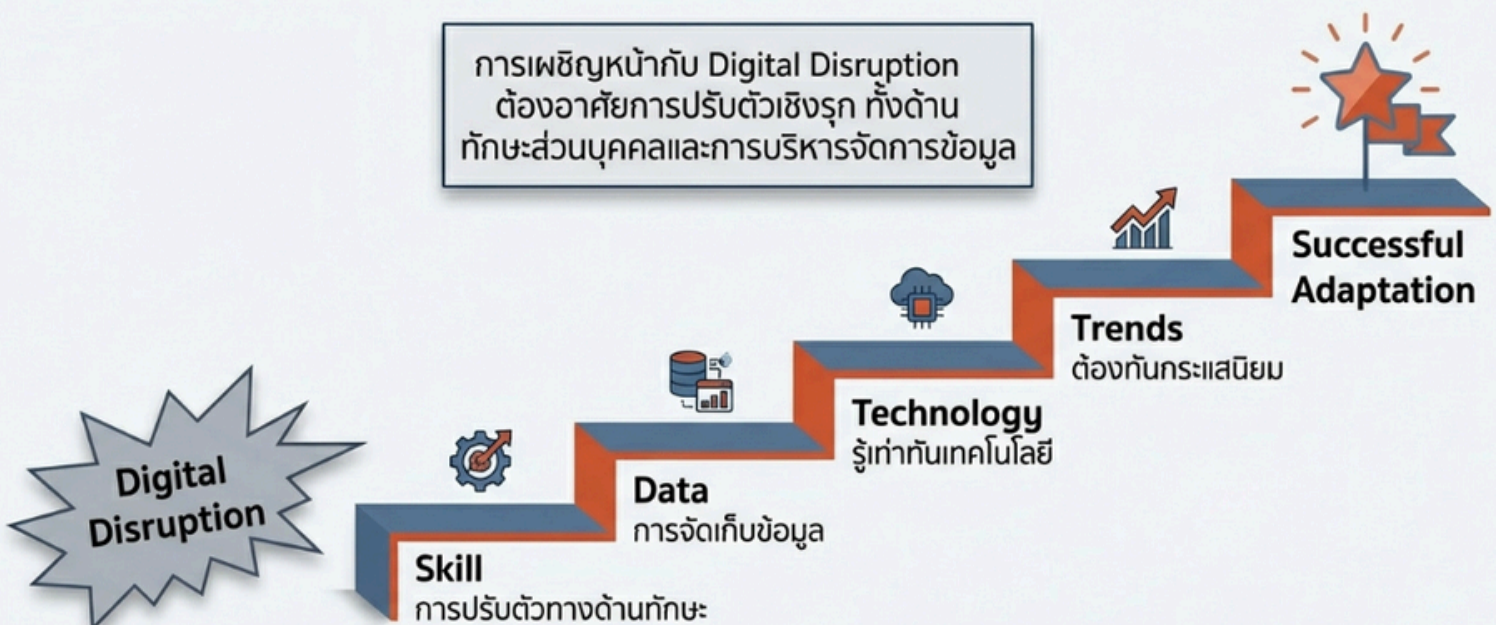 การเผชิญหน้ากับ Digital Disruption
ต้องอาศัยการปรับตัวเชิงรุก ทั้งด้าน
ทักษะส่วนบุคคลและการบริหารจัดการข้อมูล
Digital
Disruption
Skill
การปรับตัวทางด้านทักษะ
Data
การจัดเก็บข้อมูล
Technology
รู้เท่าทันเทคโนโลยี
Trends
ต้องทันกระแสนิยม
Successful
Adaptation